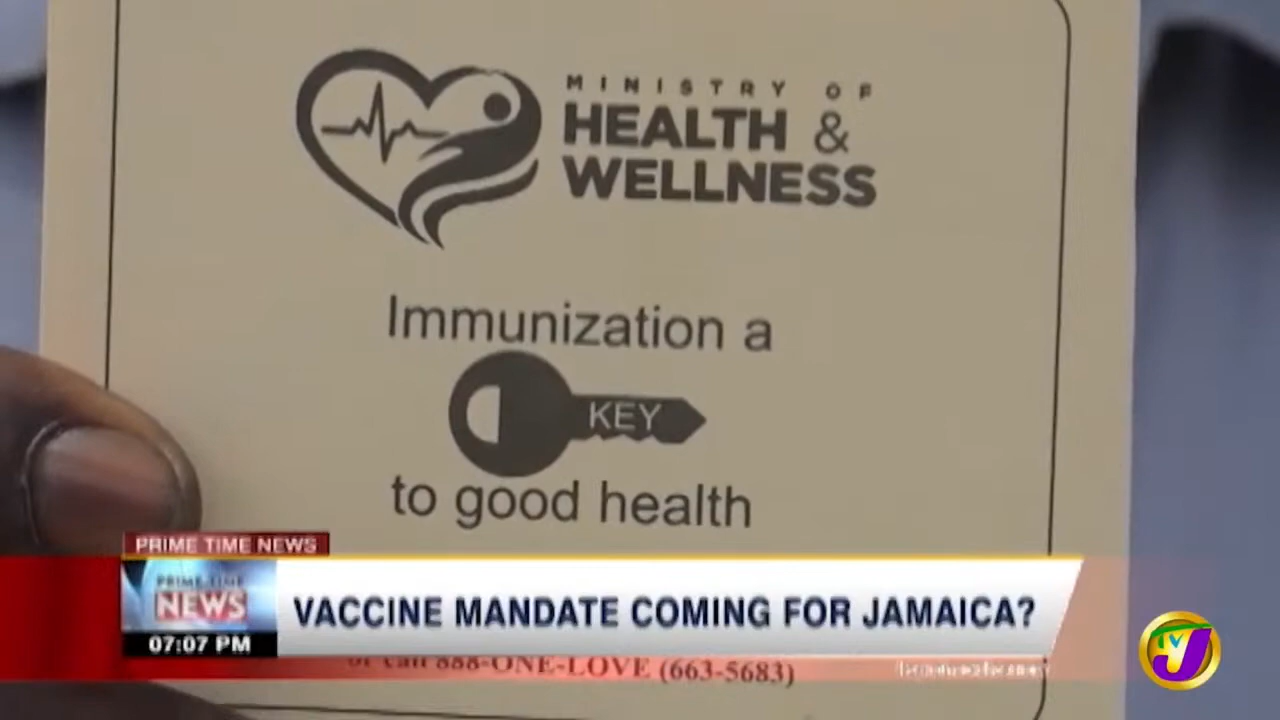 MINISTRY OF
HEALTH &
WELLNESS
Immunization a
KEY
to good health
PRIME TIME NEWS
PRIME TIME
NEWS
07:07 PM
VACCINE MANDATE COMING FOR JAMAICA?
or call 888-ONE-LOVE (663-5683)
TVJ